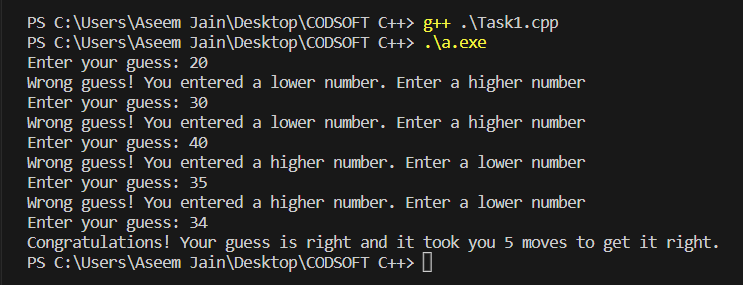 PS C:\Users\Aseem Jain\Desktop\CODSOFT C++> g++ .\Task1.cpp
PS C:\Users\Aseem Jain\Desktop\CODSOFT C++> .\a.exe
Enter your guess: 20
Wrong guess! You entered a lower number. Enter a higher number
Enter your guess: 30
Wrong guess! You entered a lower number. Enter a higher number
Enter your guess: 40
Wrong guess! You entered a higher number. Enter a lower number
Enter your guess: 35
Wrong guess! You entered a higher number. Enter a lower number
Enter your guess: 34
Congratulations! Your guess is right and it took you 5 moves to get it right.
PS C:\Users\Aseem Jain\Desktop\CODSOFT C++>